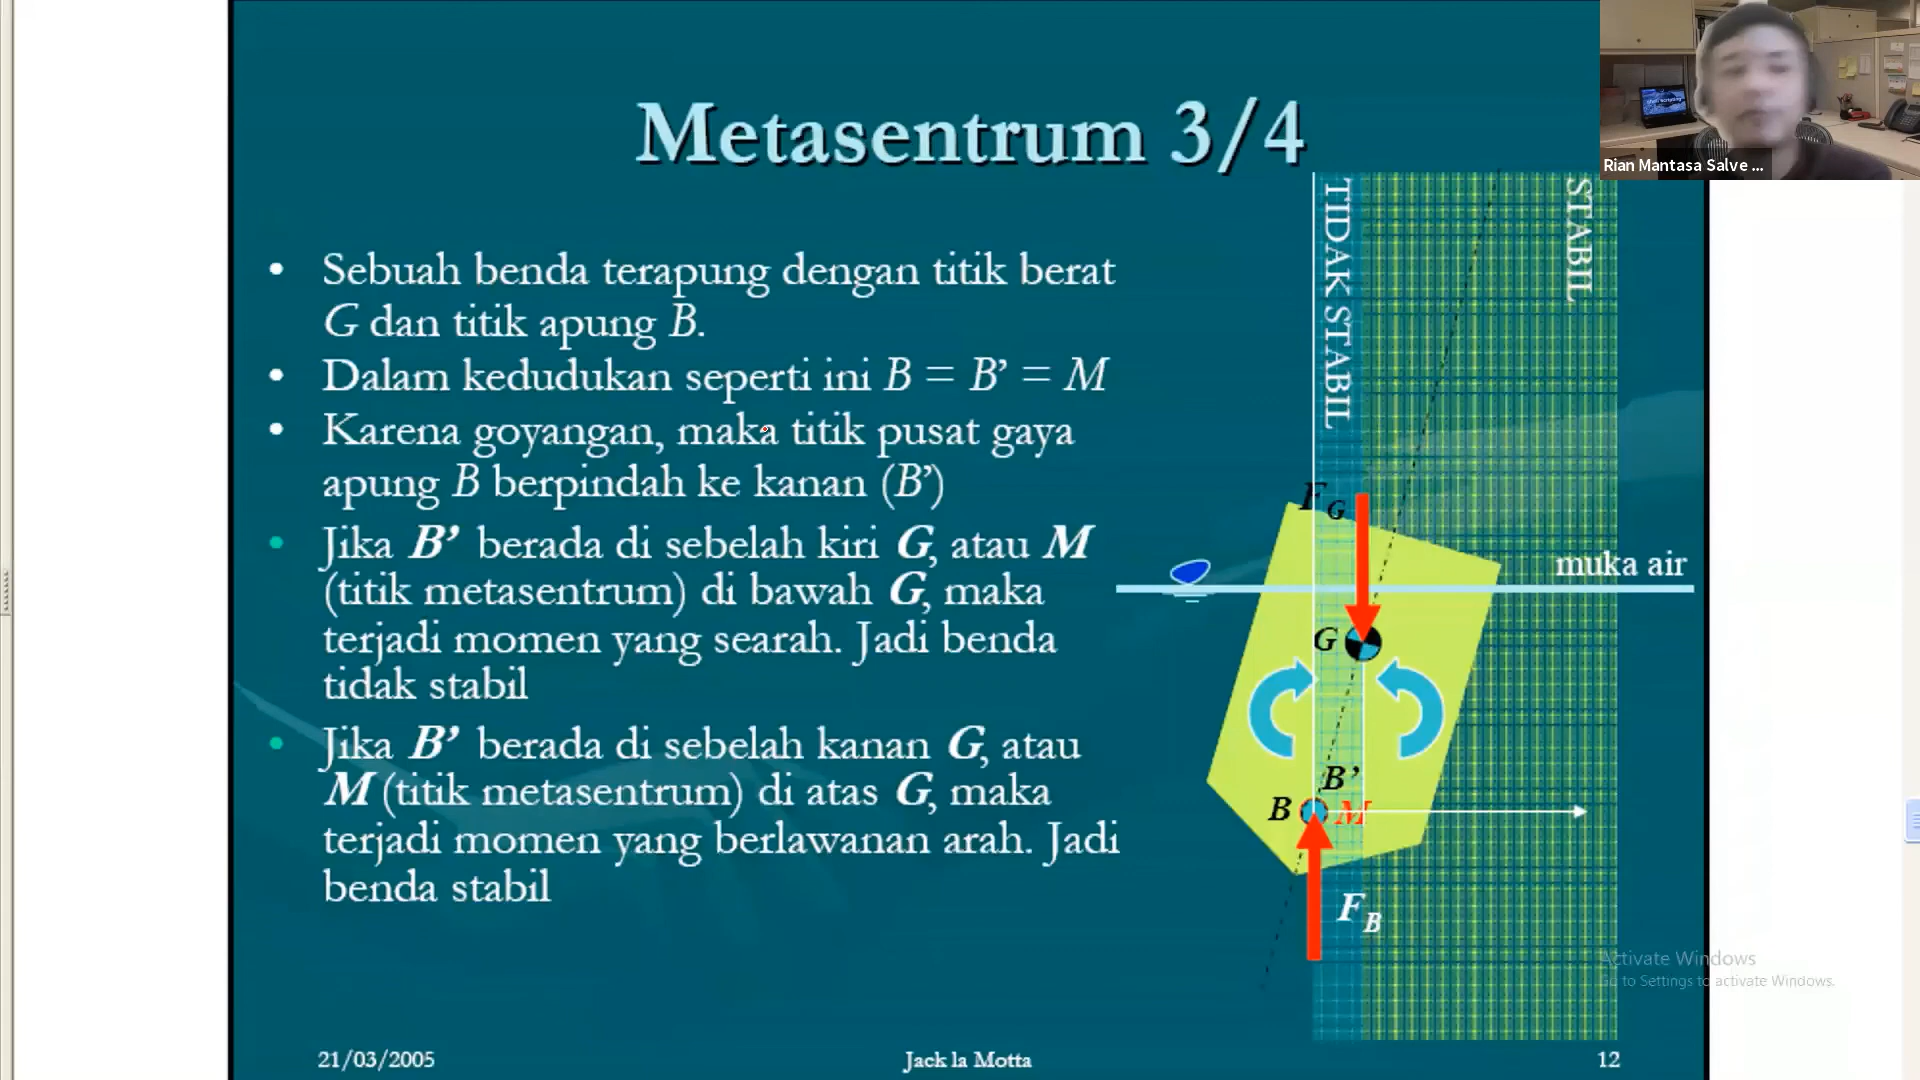 Metasentrum 3/4
Rian Mantasa Salve ...
• Sebuah benda terapung dengan titik berat
G dan titik apung B.
• Dalam kedudukan seperti ini B = B’ = M
• Karena goyangan, maka titik pusat gaya
apung B berpindah ke kanan (B’)
• Jika B’ berada di sebelah kiri G, atau M
(titik metasentrum) di bawah G, maka
terjadi momen yang searah. Jadi benda
tidak stabil
• Jika B’ berada di sebelah kanan G, atau
M (titik metasentrum) di atas G, maka
terjadi momen yang berlawanan arah. Jadi
benda stabil
TIDAK STABIL
STABIL
F G
muka air
G
B’
B
M
F B
Activate Windows
Go to Settings to activate Windows.
21/03/2005
Jack la Motta
12